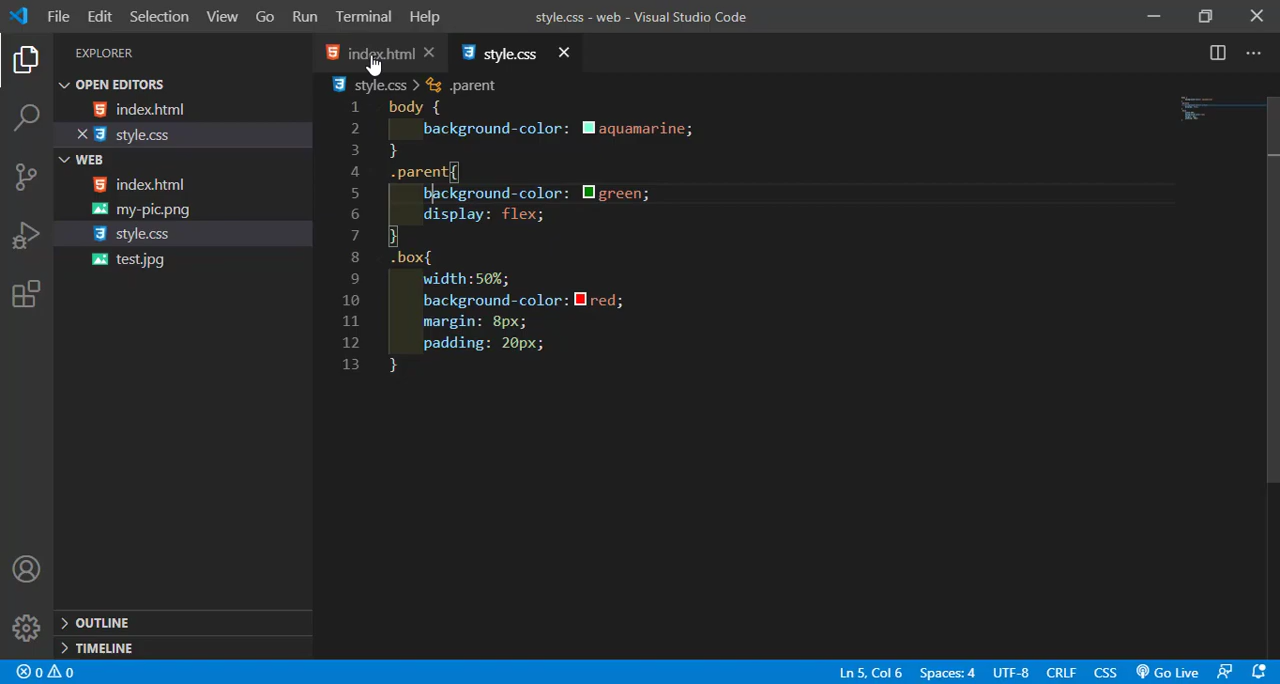 File Edit Selection View Go Run Terminal Help style.css - web - Visual Studio Code
EXPLORER
OPEN EDITORS
index.html
style.css
WEB
index.html
my-pic.png
style.css
test.jpg
OUTLINE
TIMELINE
index.html style.css
style.css > .parent
1 body {
2 background-color: aquamarine;
3 }
4 .parent{
5 background-color: green;
6 display: flex;
7 }
8 .box{
9 width:50%;
10 background-color: red;
11 margin: 8px;
12 padding: 20px;
13 }
0 0 Ln 5, Col 6 Spaces: 4 UTF-8 CRLF CSS Go Live